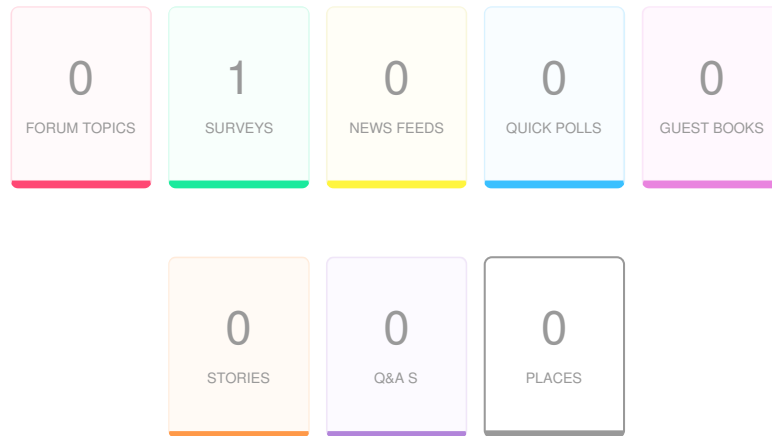 0 1 0 0 0
FORUM TOPICS SURVEYS NEWS FEEDS QUICK POLLS GUEST BOOKS
0 0 0
STORIES Q&A S PLACES